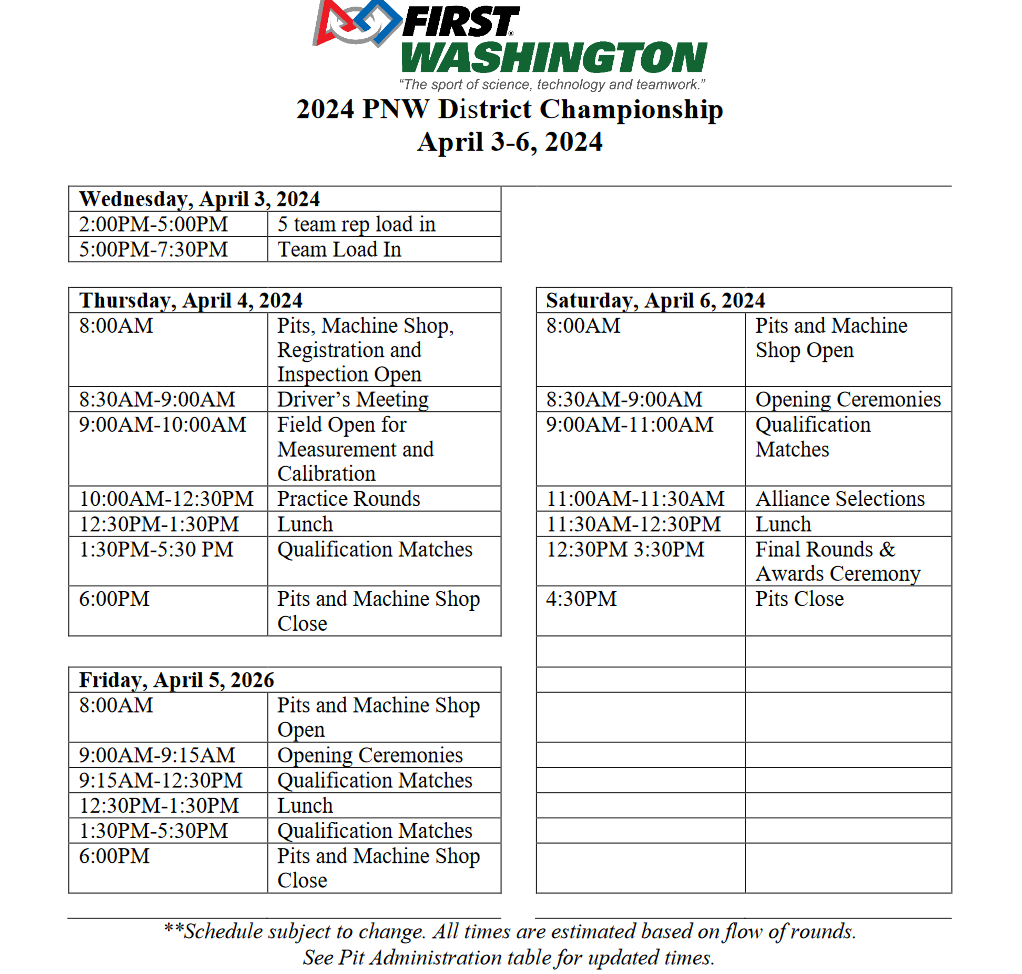 FIRST
WASHINGTON
“The sport of science, technology and teamwork.”
2024 PNW District Championship
April 3-6, 2024
Wednesday, April 3, 2024
2:00PM-5:00PM 5 team rep load in
5:00PM-7:30PM Team Load In
Thursday, April 4, 2024
8:00AM Pits, Machine Shop,
Registration and
Inspection Open
8:30AM-9:00AM Driver’s Meeting
9:00AM-10:00AM Field Open for
Measurement and
Calibration
10:00AM-12:30PM Practice Rounds
12:30PM-1:30PM Lunch
1:30PM-5:30 PM Qualification Matches
6:00PM Pits and Machine Shop
Close
Friday, April 5, 2026
8:00AM Pits and Machine Shop
Open
9:00AM-9:15AM Opening Ceremonies
9:15AM-12:30PM Qualification Matches
12:30PM-1:30PM Lunch
1:30PM-5:30PM Qualification Matches
6:00PM Pits and Machine Shop
Close
Saturday, April 6, 2024
8:00AM Pits and Machine
Shop Open
8:30AM-9:00AM Opening Ceremonies
9:00AM-11:00AM Qualification
Matches
11:00AM-11:30AM Alliance Selections
11:30AM-12:30PM Lunch
12:30PM 3:30PM Final Rounds &
Awards Ceremony
4:30PM Pits Close
**Schedule subject to change. All times are estimated based on flow of rounds.
See Pit Administration table for updated times.